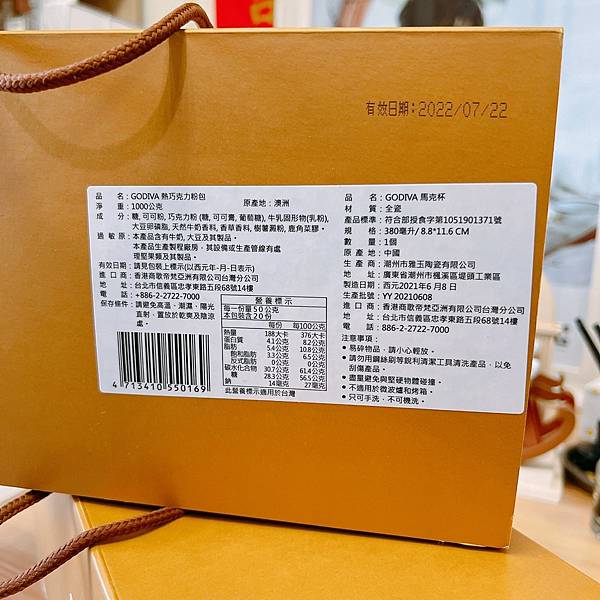 有效日期:2022/07/22
品 名:GODIVA 熱巧克力粉包
淨 重:1000公克 原產地:澳洲
成 分:糖, 可可粉, 巧克力粉 (糖, 可可膏, 葡萄糖), 牛乳固形物(乳粉),
大豆卵磷脂, 天然牛奶香料, 香草香料, 樹薯澱粉, 鹿角菜膠。
過 敏 原:本產品含有牛奶, 大豆及其製品。
本產品生產製程廠房,其設備或生產管線有處
理堅果類及其製品。
有效日期:請見包裝上標示(以西元年-月-日表示)
進 口 商:香港商歌帝梵亞洲有限公司台灣分公司
地 址:台北市信義區忠孝東路五段68號14樓
電 話:+886-2-2722-7000
保存條件:請避免高溫、潮濕、陽光
直射,置放於乾爽及陰涼
處。
4 713410 550169
營養標示
每一份量50公克
本包裝含20份
每份 每100公克
熱量 188大卡 376大卡
蛋白質 4.1公克 8.2公克
脂肪 5.4公克 10.8公克
飽和脂肪 3.3公克 6.5公克
反式脂肪 0公克 0公克
碳水化合物 30.7公克 61.4公克
糖 28.3公克 56.5公克
鈉 14毫克 27毫克
此營養標示適用於台灣
品 名:GODIVA 馬克杯
材 質:全瓷
產品標準:符合部授食字第1051901371號
規 格:380毫升/ 8.8*11.6 CM
數 量:1個
原 產 地:中國
生 產 商:潮州市雅玉陶瓷有限公司
地 址:廣東省潮州市楓溪區堤頭工業區
製造日期:西元2021年6月8日
生產批號:YY 20210608
進 口 商:香港商歌帝梵亞洲有限公司台灣分公司
地 址:台北市信義區忠孝東路五段68號14樓
電 話:886-2-2722-7000
注意事項:
•易碎物品,請小心輕放。
•請勿用鋼絲刷等銳利清潔工具清洗產品,以免
刮傷產品。
•盡量避免與堅硬物體碰撞。
•不適用於微波爐和烤箱。
•只可手洗,不可機洗。